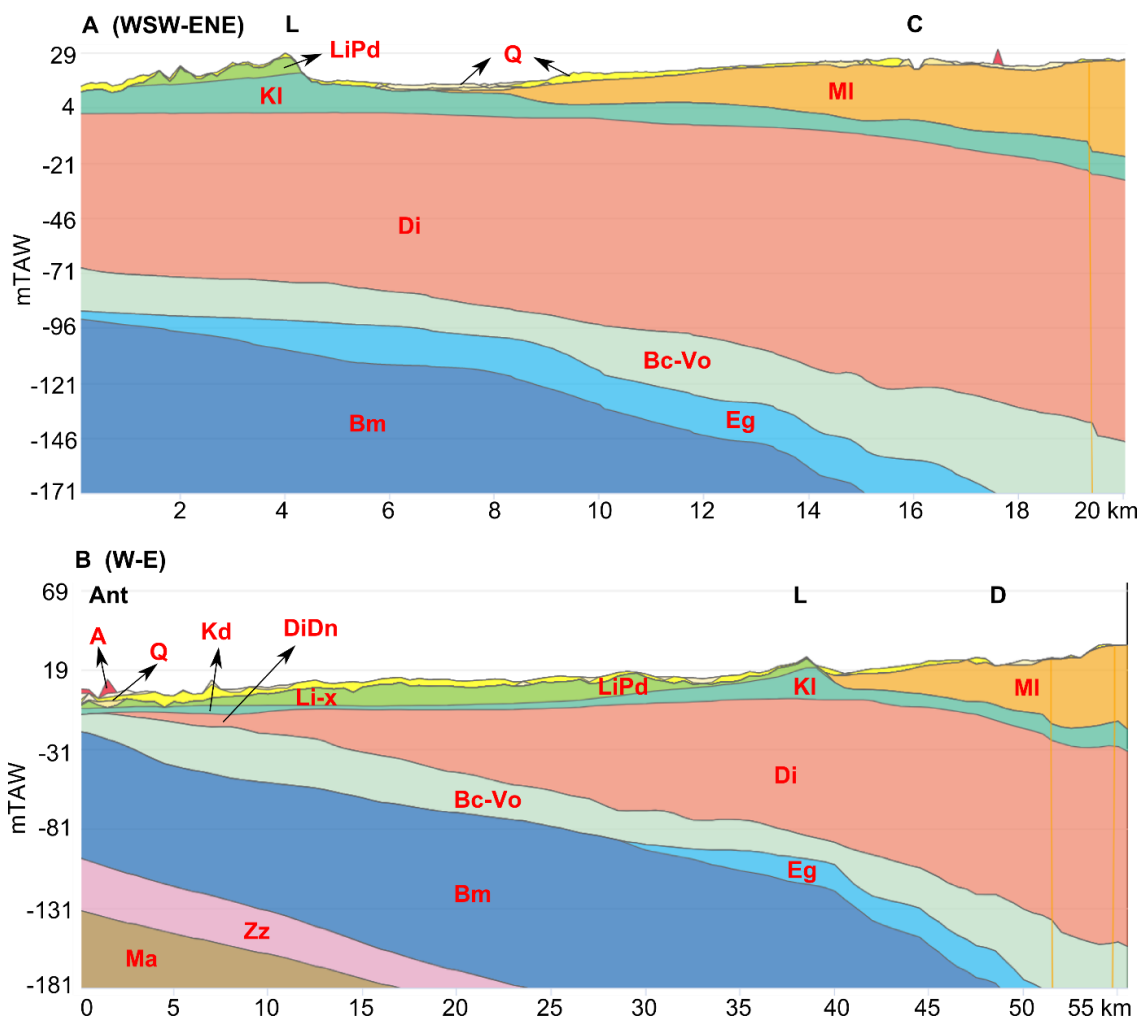 A (WSW-ENE) L C
29
LiPd
Q
Kl
Ml
4
-21
Di
-46
-71
mTAW
-96
Bc-Vo
-121
Eg
Bm
-146
-171
2 4 6 8 10 12 14 16 18 20 km
B (W-E)
69
Ant L D
A
Q
Kd
DiDn
19
Li-x
LiPd
Kl
Ml
-31
Di
mTAW
-81
Bc-Vo
Eg
Bm
-131
Zz
Ma
-181
0 5 10 15 20 25 30 35 40 45 50 55 km